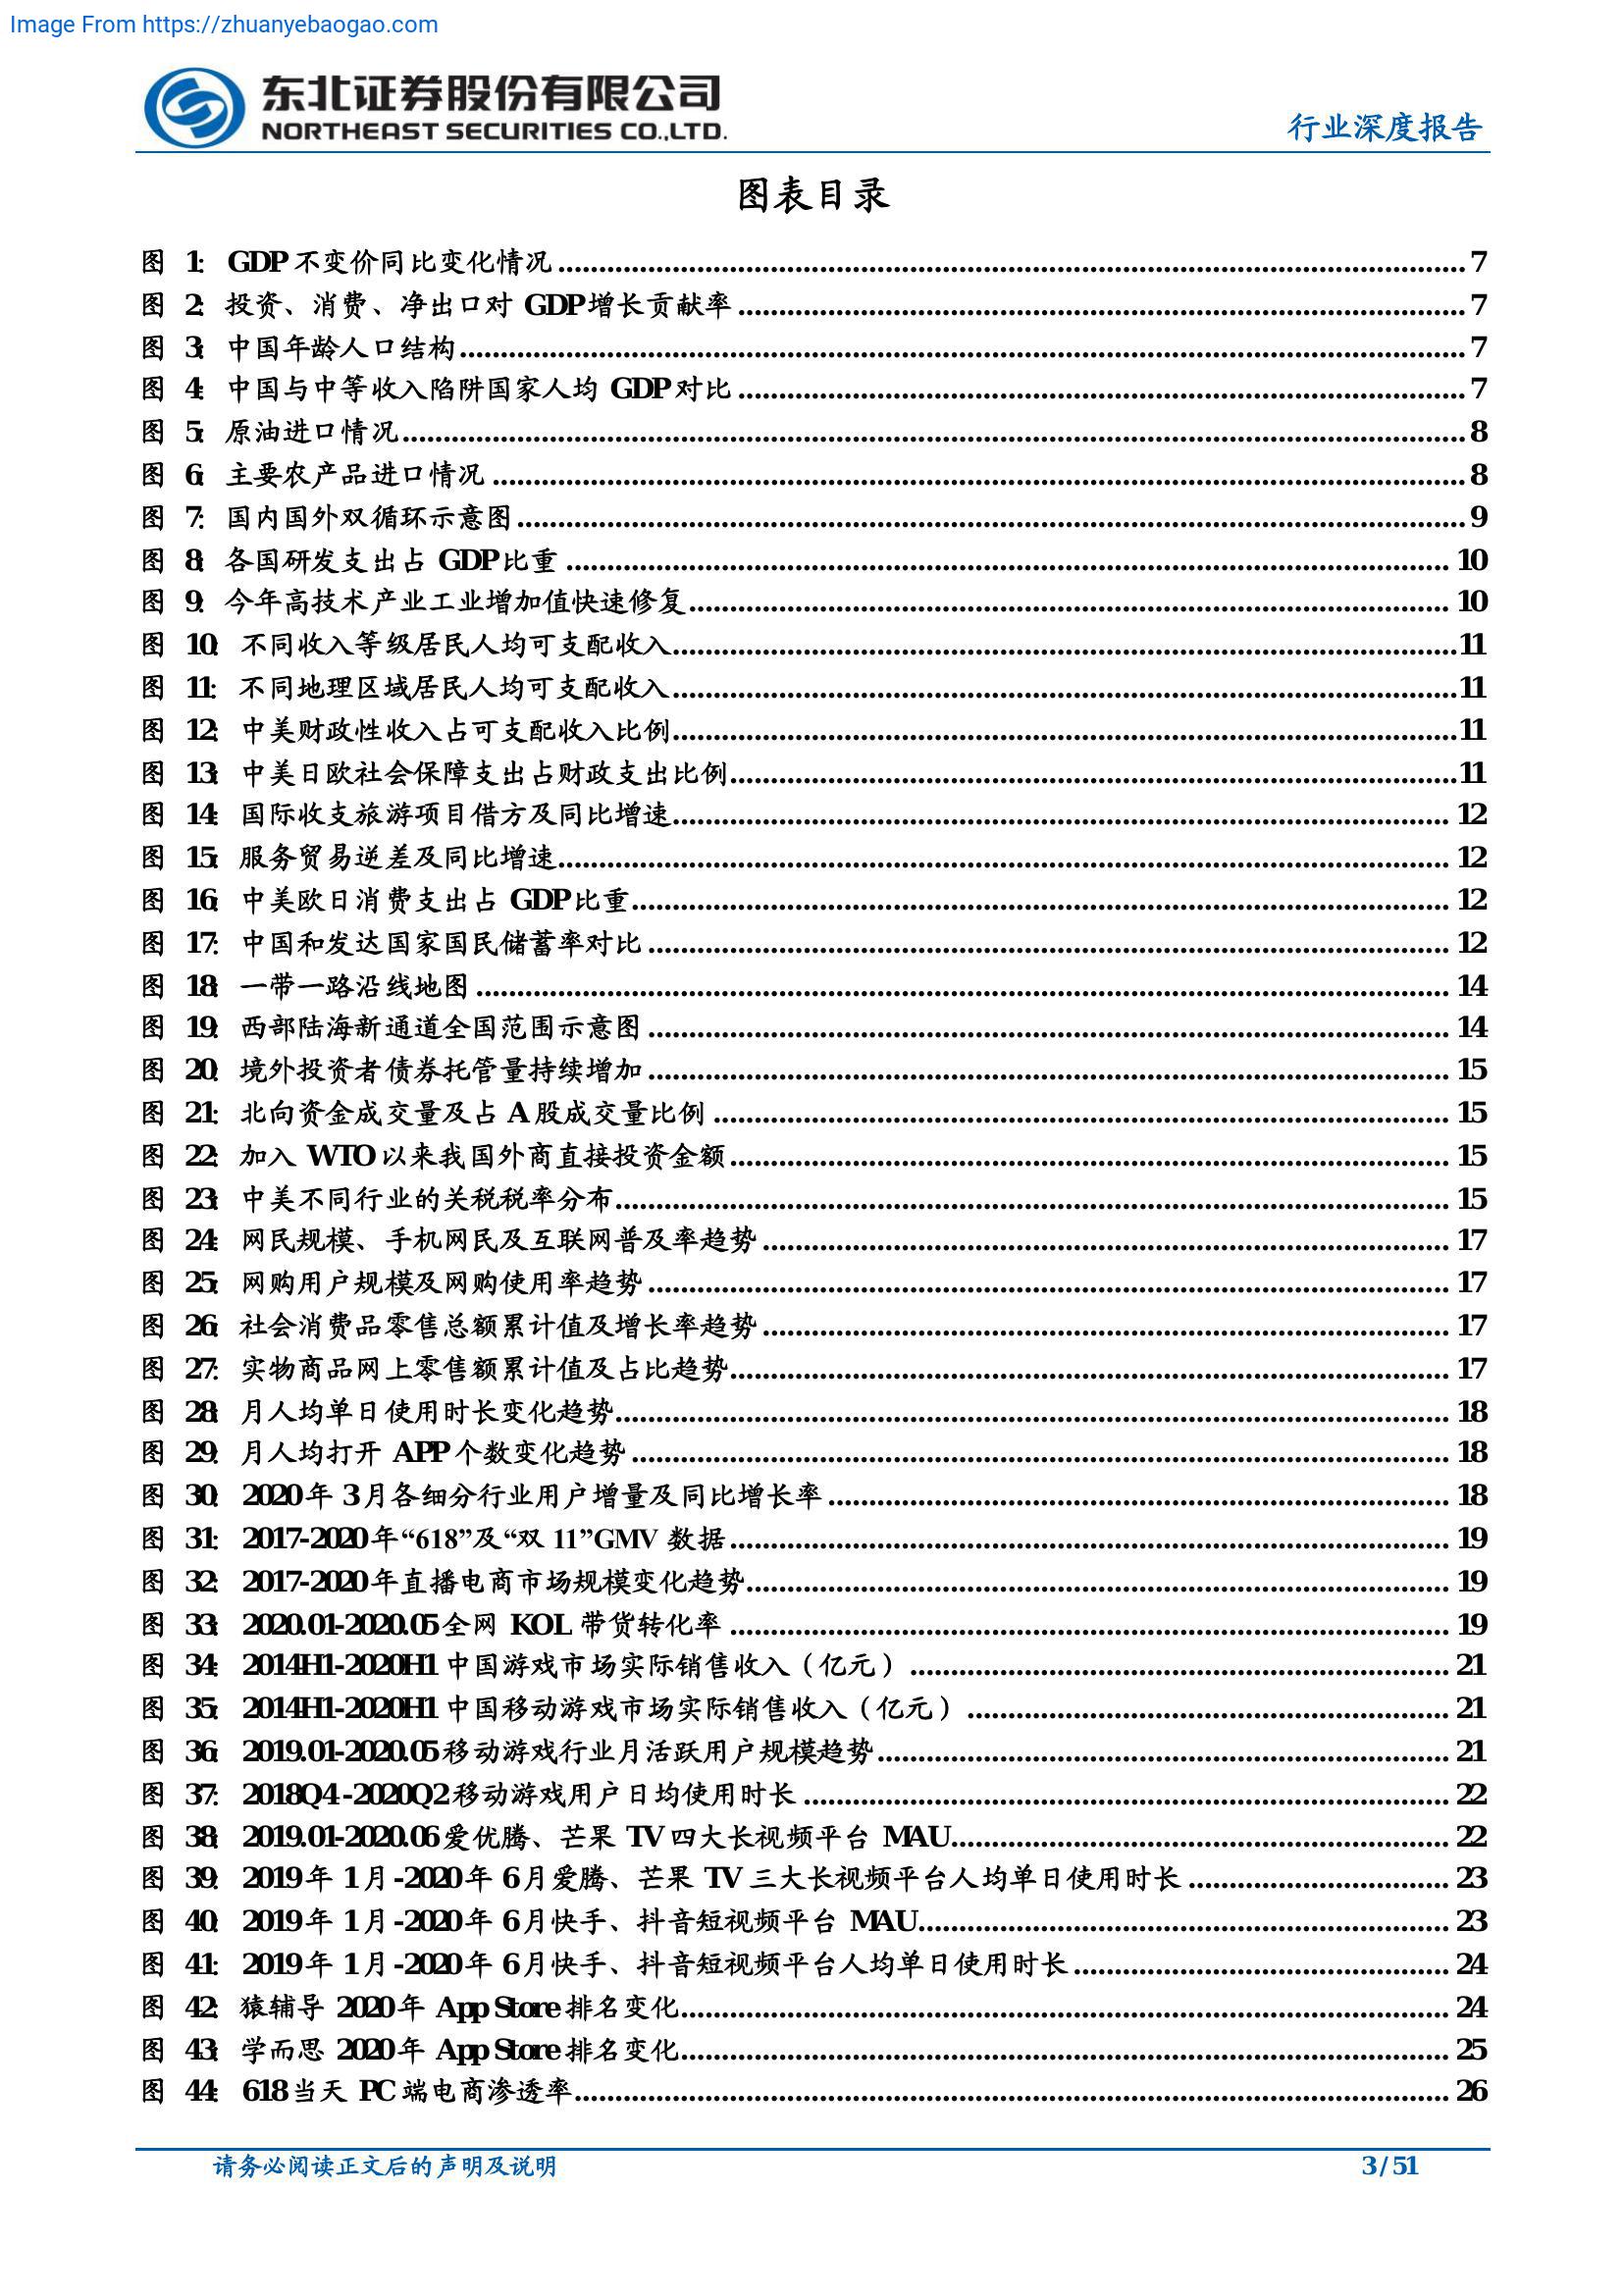 Image From https://zhuanyebaogao.com
东北证券股份有限公司
NORTHEAST SECURITIES CO.,LTD.
行业深度报告
图表目录
图 1: GDP 不变价同比变化情况 7
图 2: 投资、消费、净出口对 GDP 增长贡献率 7
图 3: 中国年龄人口结构 7
图 4: 中国与中等收入陷阱国家人均 GDP 对比 7
图 5: 原油进口情况 8
图 6: 主要农产品进口情况 8
图 7: 国内国外双循环示意图 9
图 8: 各国研发支出占 GDP 比重 10
图 9: 今年高技术产业工业增加值快速修复 10
图 10: 不同收入等级居民人均可支配收入 11
图 11: 不同地理区域居民人均可支配收入 11
图 12: 中美财政性收入占可支配收入比例 11
图 13: 中美日欧社会保障支出占财政支出比例 11
图 14: 国际收支旅游项目借方及同比增速 12
图 15: 服务贸易逆差及同比增速 12
图 16: 中美欧日消费支出占 GDP 比重 12
图 17: 中国和发达国家国民储蓄率对比 12
图 18: 一带一路沿线地图 14
图 19: 西部陆海新通道全国范围示意图 14
图 20: 境外投资者债券托管量持续增加 15
图 21: 北向资金成交量及占 A 股成交量比例 15
图 22: 加入 WTO 以来我国外商直接投资金额 15
图 23: 中美不同行业的关税税率分布 15
图 24: 网民规模、手机网民及互联网普及率趋势 17
图 25: 网购用户规模及网购使用率趋势 17
图 26: 社会消费品零售总额累计值及增长率趋势 17
图 27: 实物商品网上零售额累计值及占比趋势 17
图 28: 月人均单日使用时长变化趋势 18
图 29: 月人均打开 APP 个数变化趋势 18
图 30: 2020 年 3 月各细分行业用户增量及同比增长率 18
图 31: 2017-2020 年“618”及“双 11”GMV 数据 19
图 32: 2017-2020 年直播电商市场规模变化趋势 19
图 33: 2020.01-2020.05 全网 KOL 带货转化率 19
图 34: 2014H1-2020H1 中国游戏市场实际销售收入（亿元） 21
图 35: 2014H1-2020H1 中国移动游戏市场实际销售收入（亿元） 21
图 36: 2019.01-2020.05 移动游戏行业月活跃用户规模趋势 21
图 37: 2018Q4 -2020Q2 移动游戏用户日均使用时长 22
图 38: 2019.01-2020.06 爱优腾、芒果 TV 四大长视频平台 MAU 22
图 39: 2019 年 1 月-2020 年 6 月爱腾、芒果 TV 三大长视频平台人均单日使用时长 23
图 40: 2019 年 1 月-2020 年 6 月快手、抖音短视频平台 MAU 23
图 41: 2019 年 1 月-2020 年 6 月快手、抖音短视频平台人均单日使用时长 24
图 42: 猿辅导 2020 年 App Store 排名变化 24
图 43: 学而思 2020 年 App Store 排名变化 25
图 44: 618 当天 PC 端电商渗透率 26
请务必阅读正文后的声明及说明
3 / 51